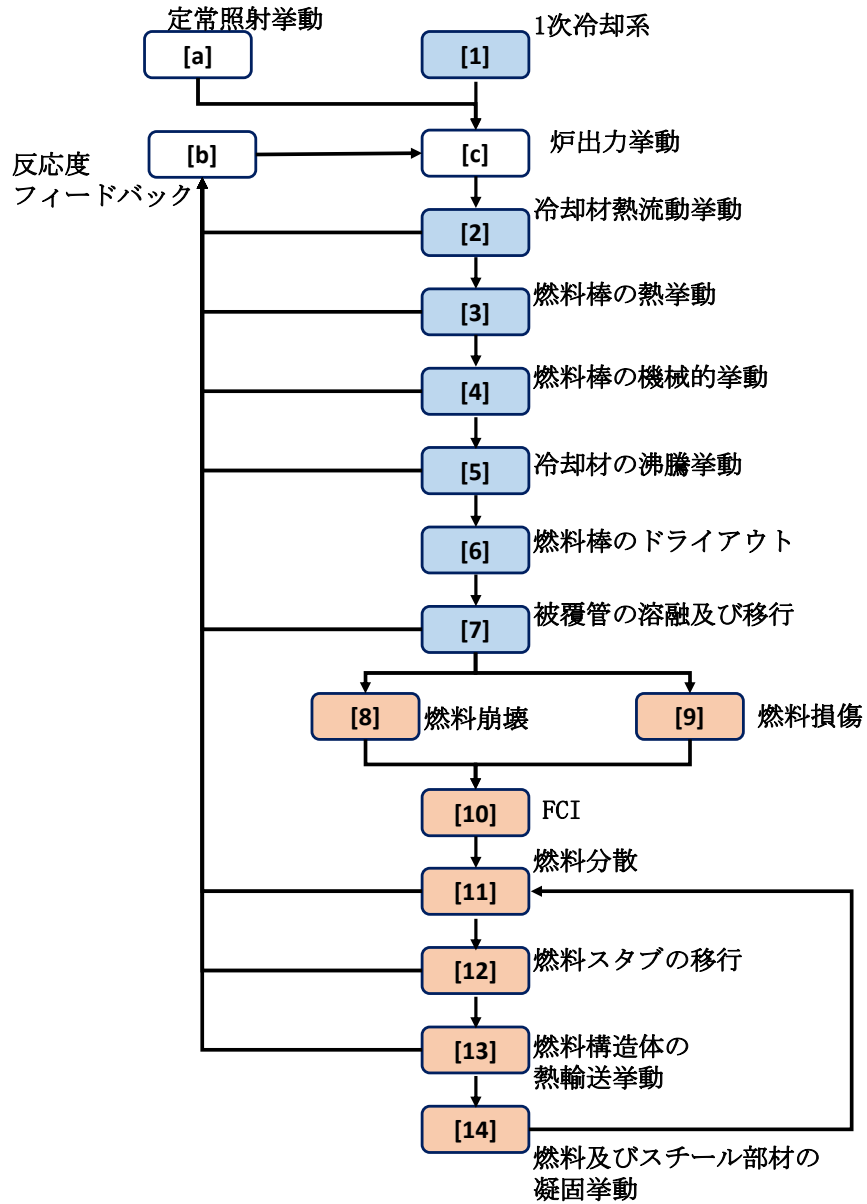 定常照射挙動
[a]
1次冷却系
[1]
反応度
フィードバック
[b]
[c]
炉出力挙動
冷却材熱流動挙動
[2]
燃料棒の熱挙動
[3]
燃料棒の機械的挙動
[4]
冷却材の沸騰挙動
[5]
燃料棒のドライアウト
[6]
被覆管の溶融及び移行
[7]
[8]
燃料崩壊
[9]
燃料損傷
[10]
FCI
燃料分散
[11]
燃料スタブの移行
[12]
[13]
燃料構造体の
熱輸送挙動
[14]
燃料及びスチール部材の
凝固挙動